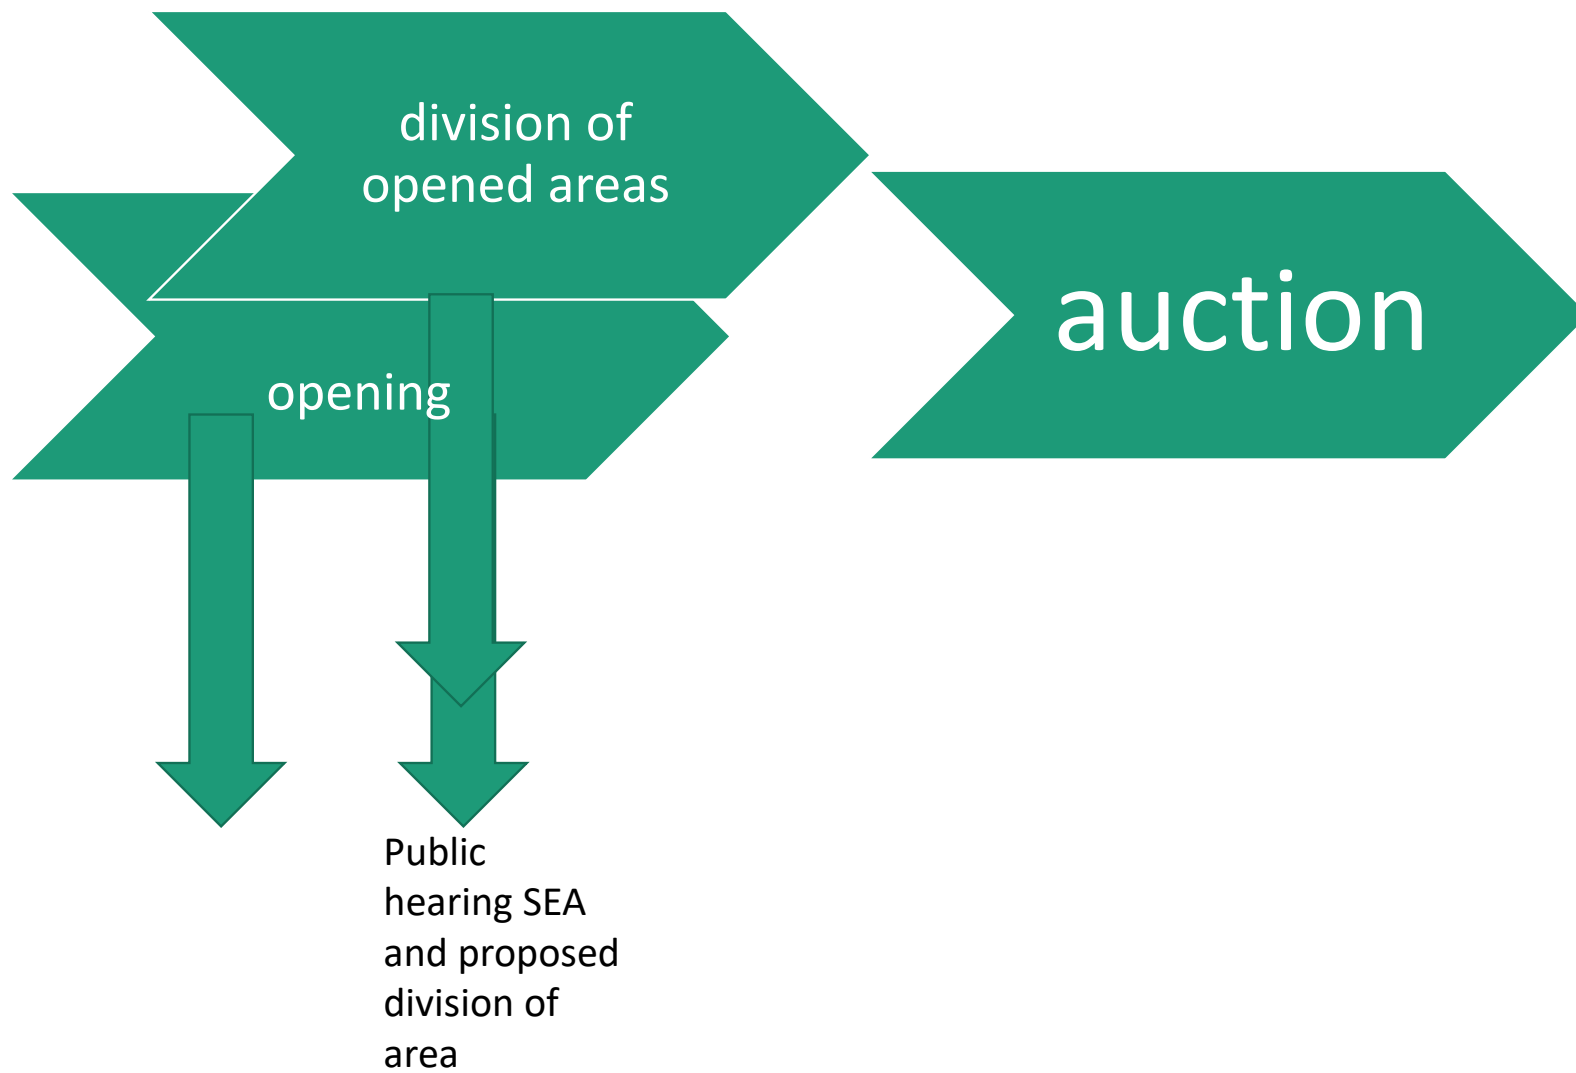 division of
opened areas
opening
auction
Public
hearing SEA
and proposed
division of
area